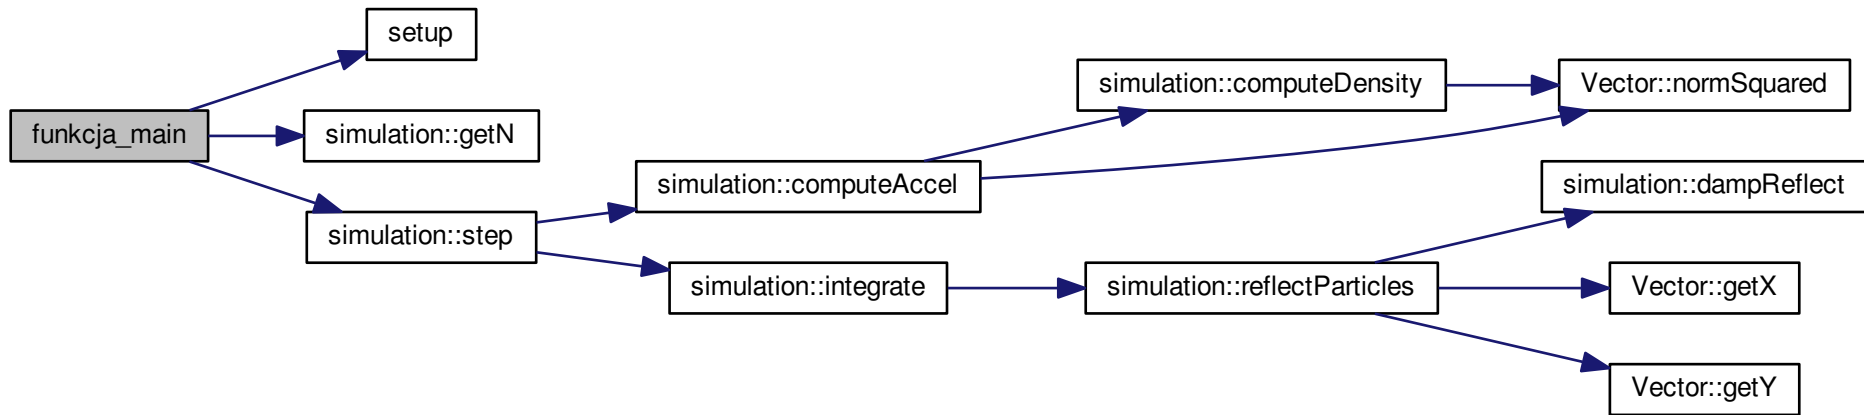 setup
simulation::computeDensity
Vector::normSquared
funkcja_main
simulation::getN
simulation::computeAccel
simulation::dampReflect
simulation::step
simulation::integrate
simulation::reflectParticles
Vector::getX
Vector::getY